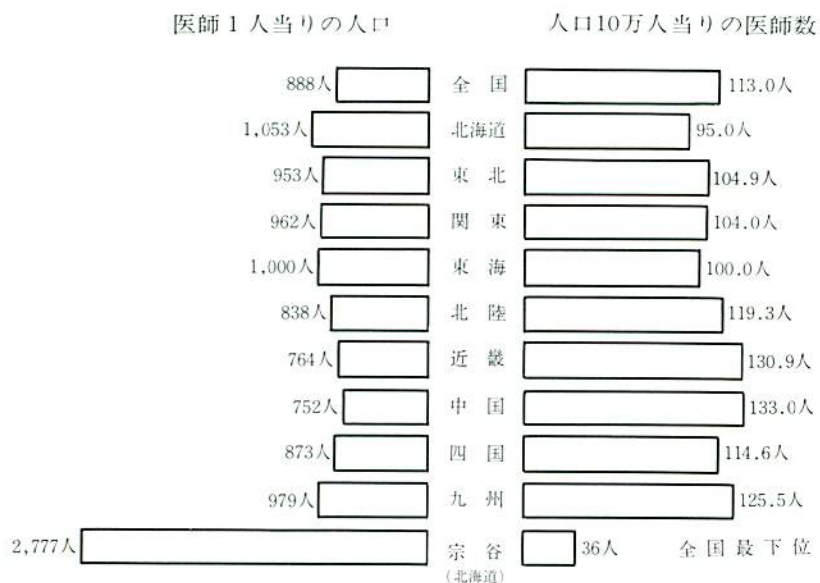 医師1人当りの人口 人口10万人当りの医師数
888人 全国 113.0人
1,053人 北海道 95.0人
953人 東北 104.9人
962人 関東 104.0人
1,000人 東海 100.0人
838人 北陸 119.3人
764人 近畿 130.9人
752人 中国 133.0人
873人 四国 114.6人
979人 九州 125.5人
2,777人 宗谷 36人 全国最下位
(北海道)